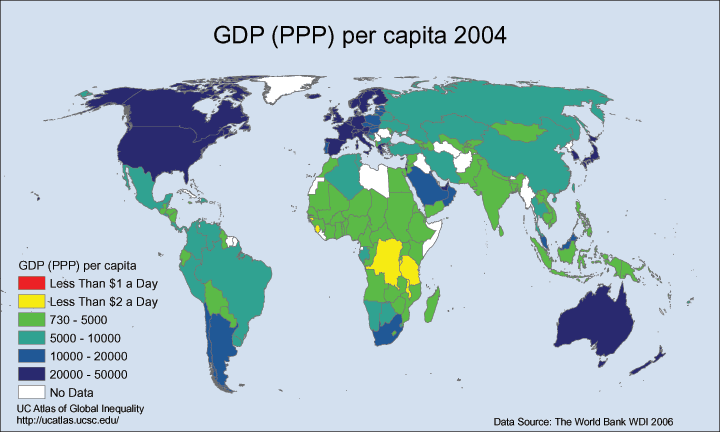 GDP (PPP) per capita 2004
GDP (PPP) per capita
Less Than $1 a Day
Less Than $2 a Day
730 - 5000
5000 - 10000
10000 - 20000
20000 - 50000
No Data
UC Atlas of Global Inequality
http://ucatlas.ucsc.edu/
Data Source: The World Bank WDI 2006